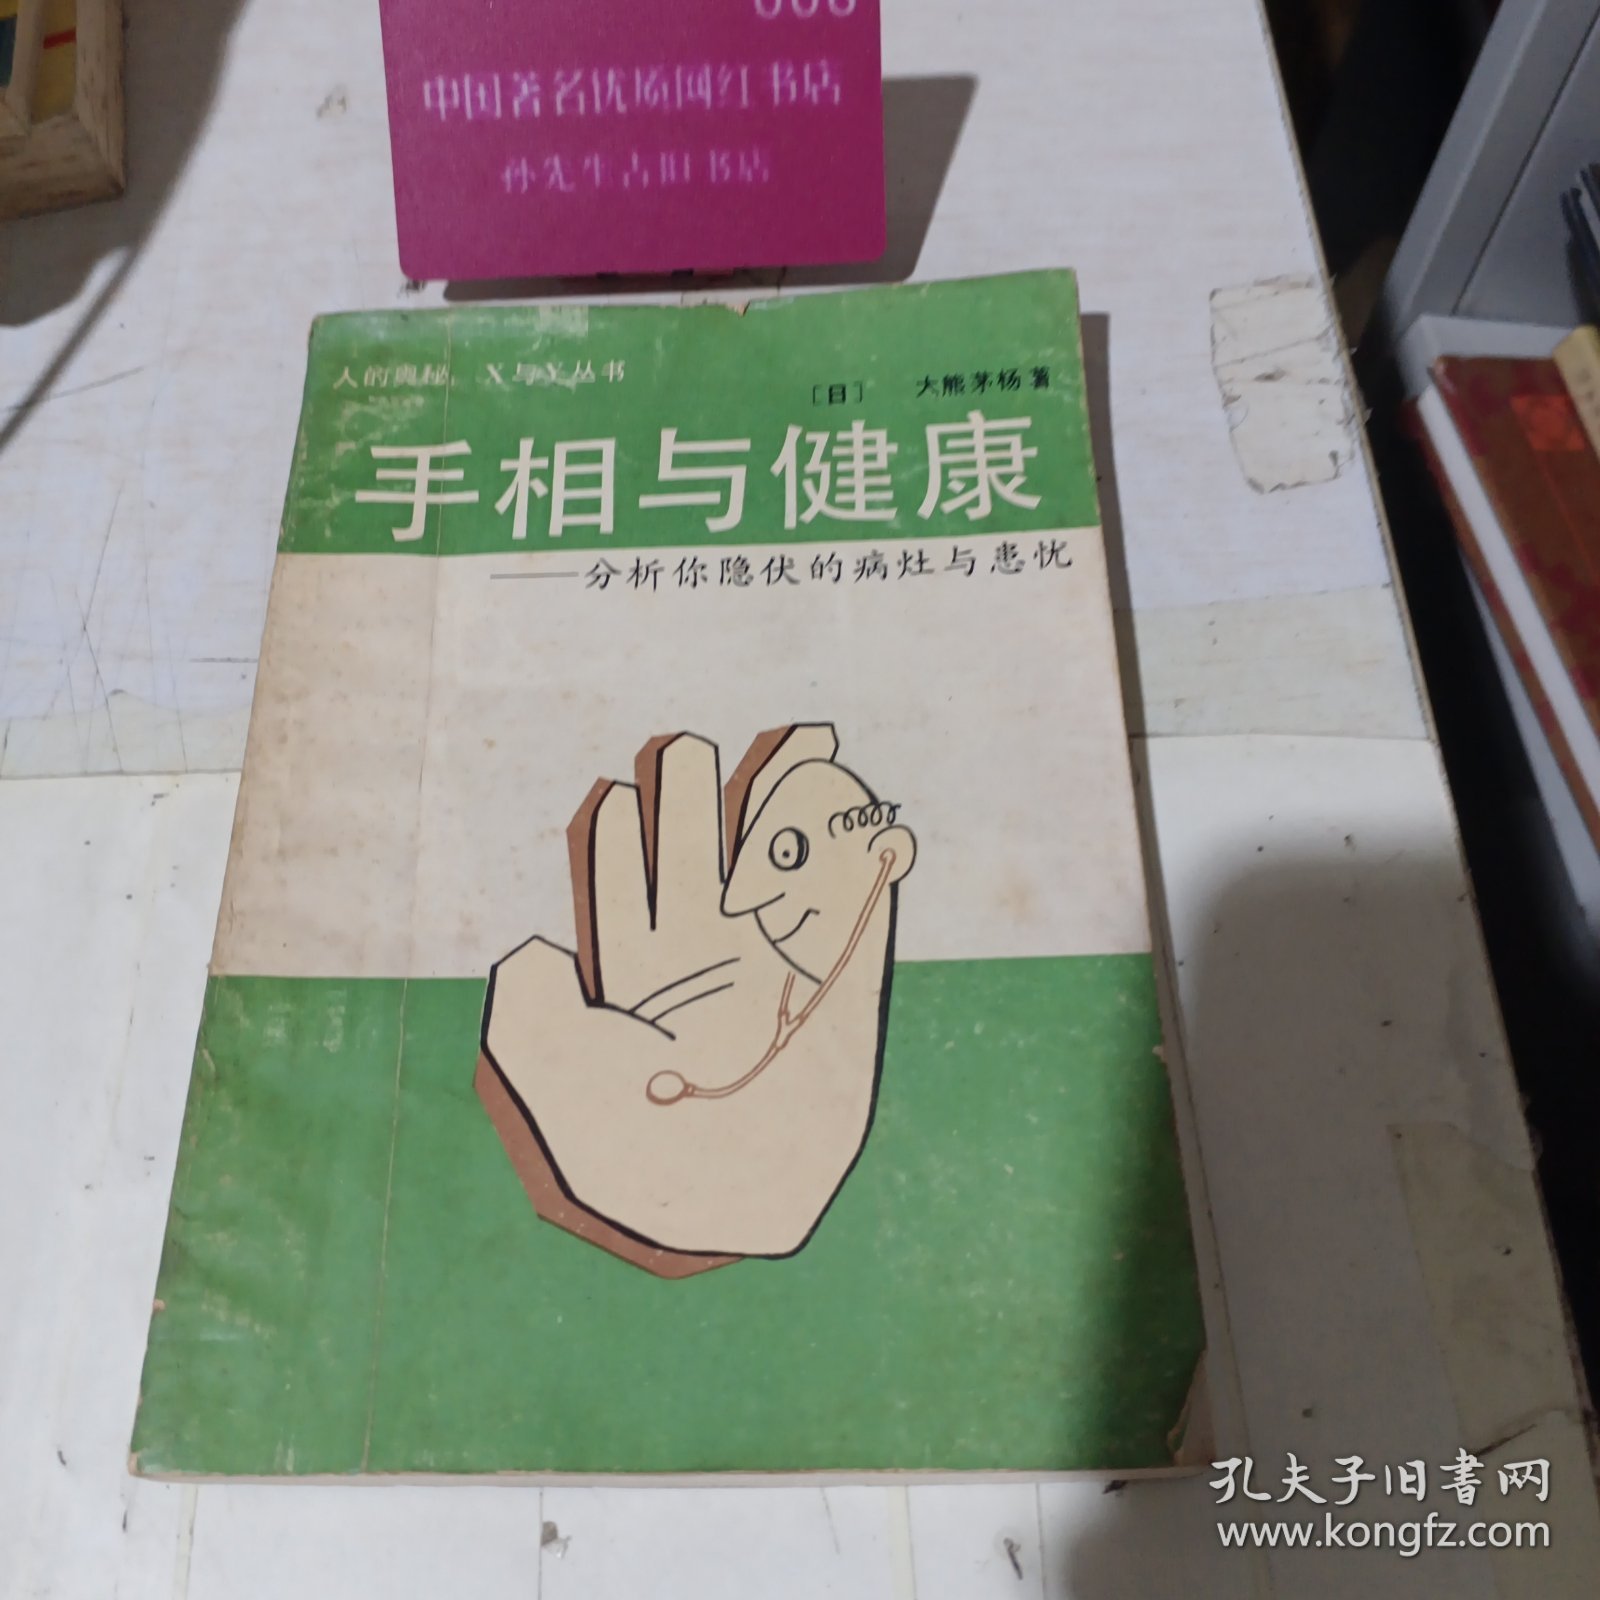 中国著名优质网红书店
孙先生古旧书店
人的奥秘，X与Y丛书
［日］ 大熊茅杨著
手相与健康
——分析你隐伏的病灶与患忧
孔夫子旧書网
www.kongfz.com